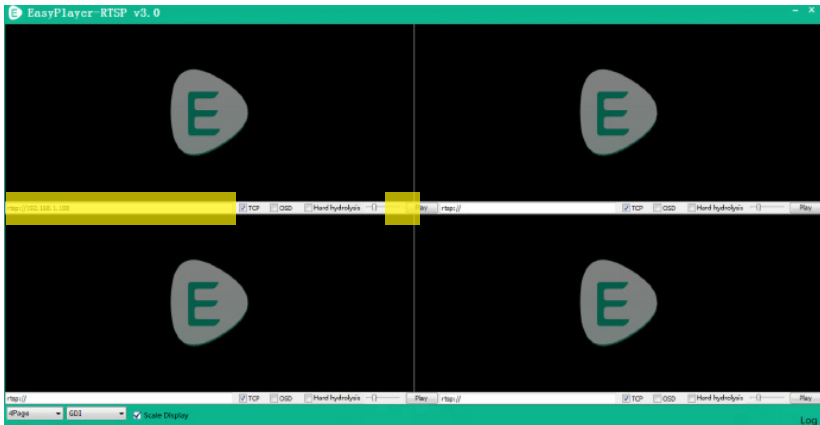 EasyPlayer-RTSP v3.0
E
E
rtsp://192.168.1.100 TCP OSD Hard hydrolysis Play
rtsp:// TCP OSD Hard hydrolysis Play
E
E
rtsp:// TCP OSD Hard hydrolysis Play
rtsp:// TCP OSD Hard hydrolysis Play
4Page GDI Scale Display
Log